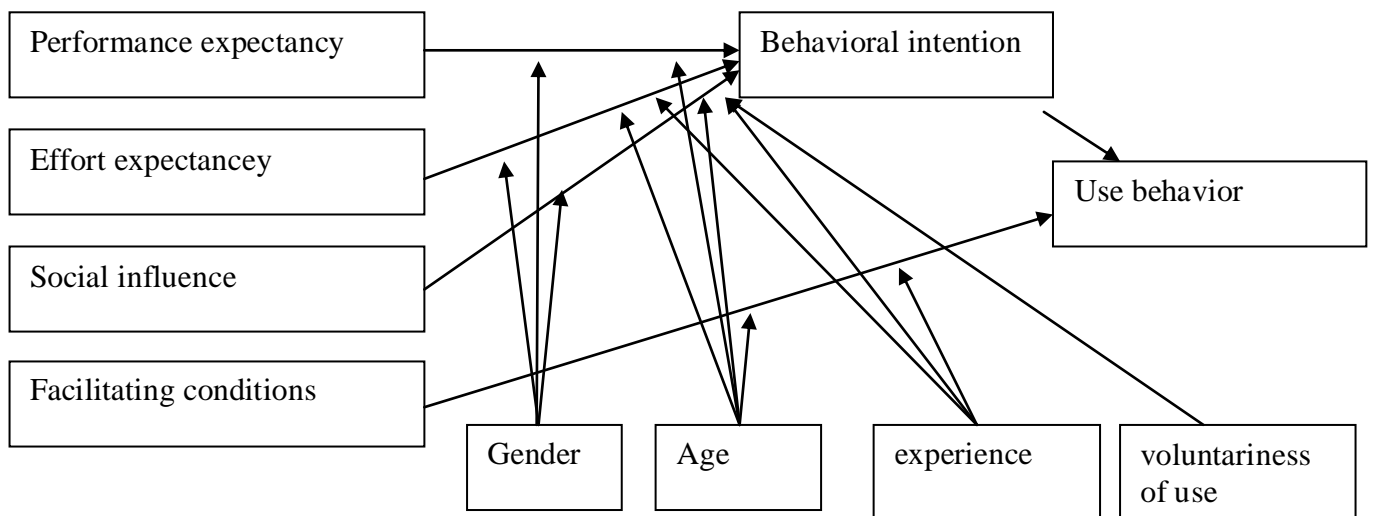 Performance expectancy
Behavioral intention
Effort expectancey
Use behavior
Social influence
Facilitating conditions
Gender
Age
experience
voluntariness
of use